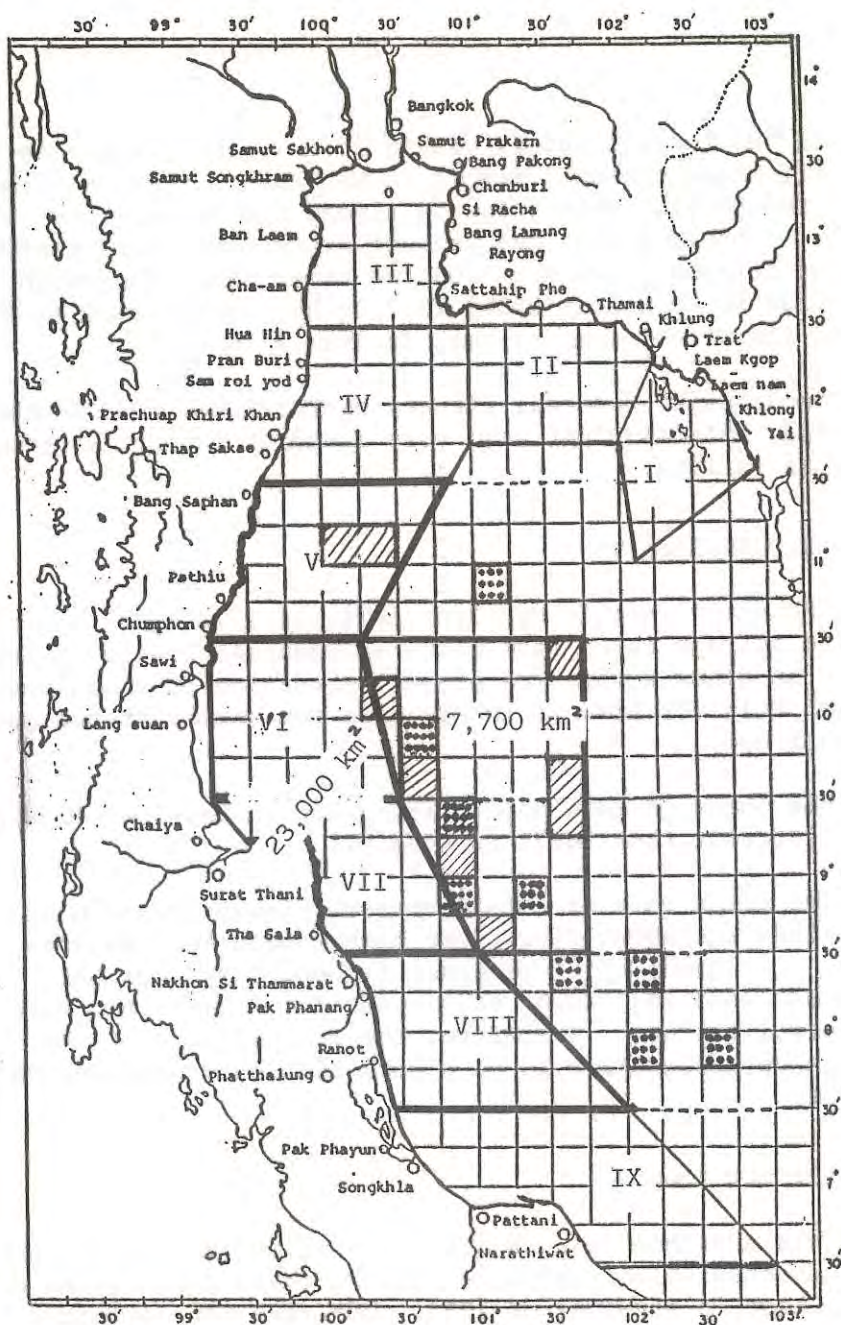 30' 99° 30' 100° 30' 101° 30' 102° 30' 103°
14°
Bangkok
Samut Sakhon
Samut Prakarn
30'
Samut Songkhram
Bang Pakong
Chonburi
Si Racha
Ban Laem
Bang Lamung
13°
Rayong
III
Cha-am
Sattahip
Phe
Thamai
30'
Hua Hin
Khlung
Trat
Pran Buri
II
Laem Kgop
Sam roi yod
Laem nam
Prachuap Khiri Khan
IV
12°
Khlong
Yai
Thap Sakae
I
Bang Saphan
30'
V
11°
Pathiu
Chumphon
30'
Sawi
Lang suan
VI
7,700 km²
10°
23,000 km²
30'
Chaiya
VII
9°
Surat Thani
Tha Sala
30'
Nakhon Si Thammarat
Pak Phanang
VIII
8°
Ranot
Phatthalung
30'
Pak Phayun
IX
7°
Songkhla
Pattani
Narathiwat
30'
30' 99° 30' 100° 30' 101° 30' 102° 30'